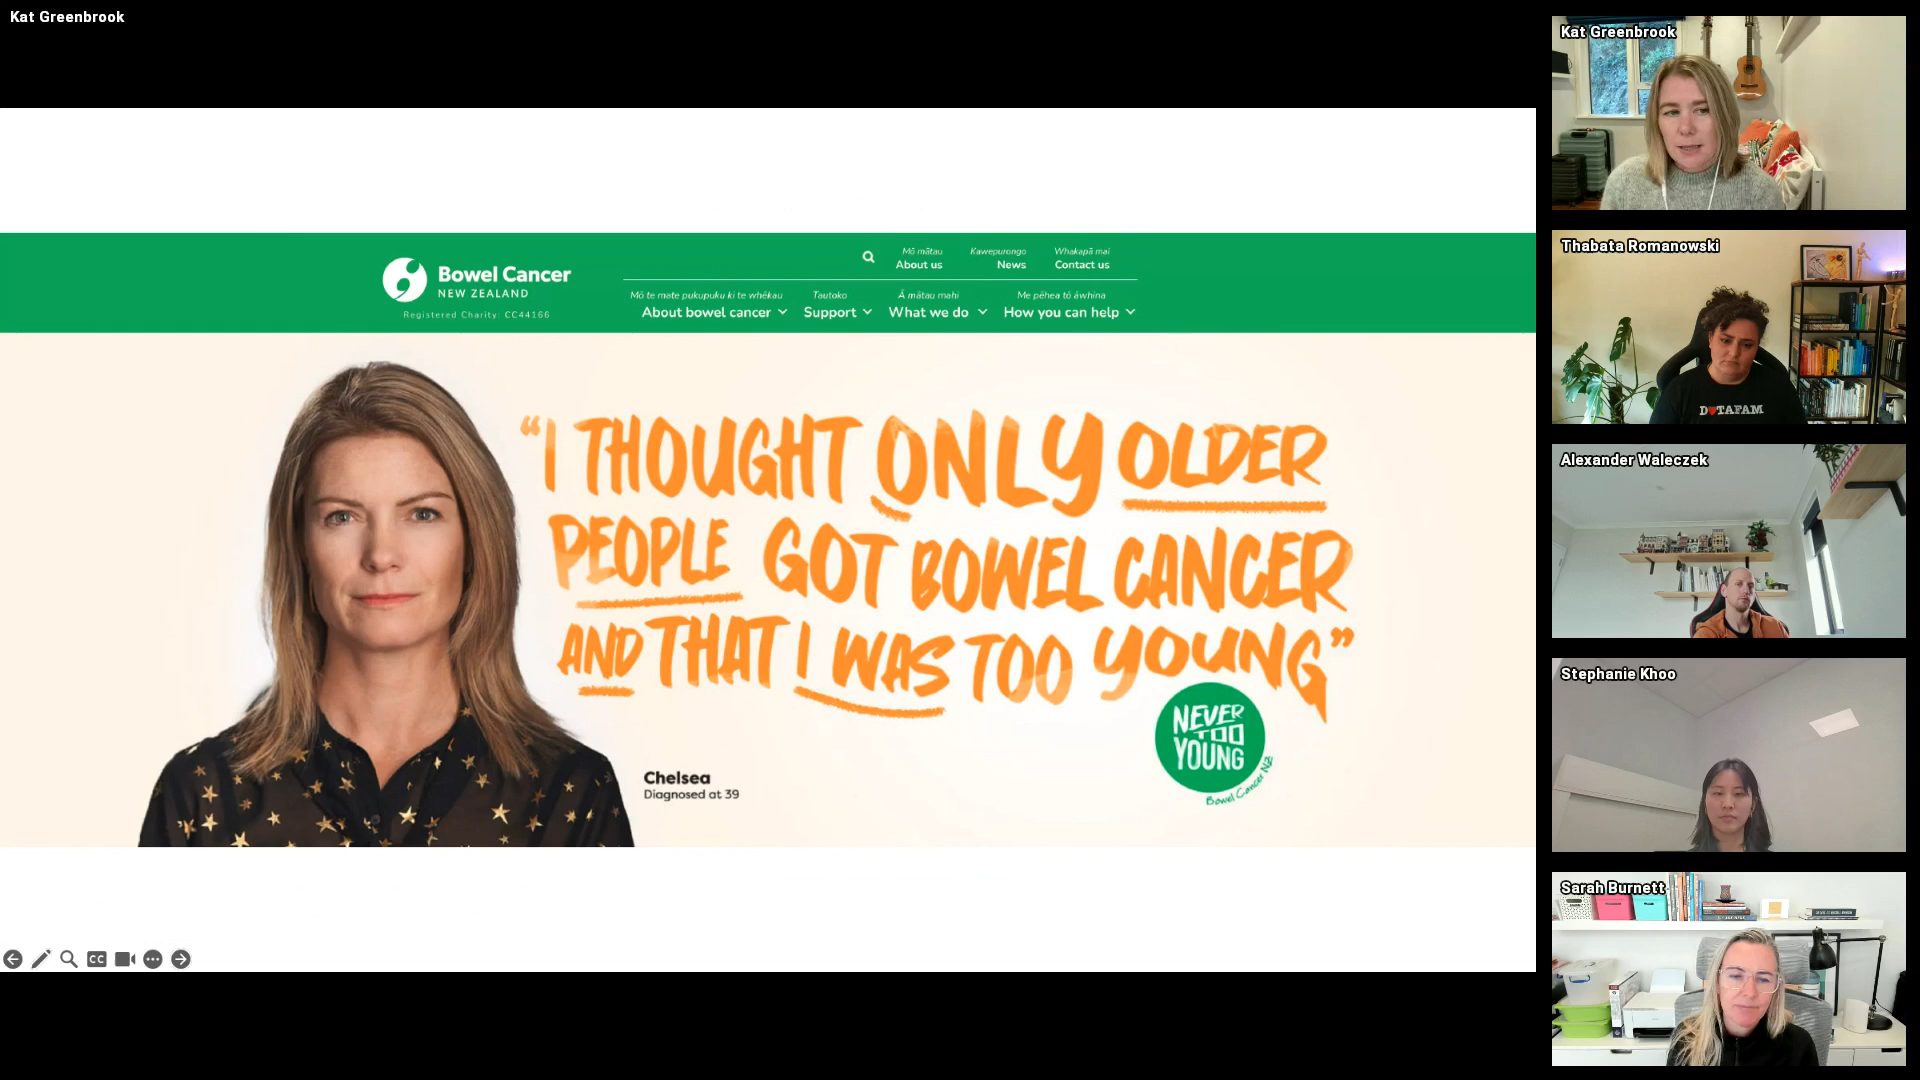 Kat Greenbrook
Mō mātau
Kawepurongo
Whakapā mai
About us
News
Contact us
Bowel Cancer
NEW ZEALAND
Registered Charity: CC44166
Mō te mate pukupuku ki te whēkau
Tautoko
Ā mātau mahi
Me pēhea tō āwhina
About bowel cancer
Support
What we do
How you can help
“I THOUGHT ONLY OLDER
PEOPLE GOT BOWEL CANCER
AND THAT I WAS TOO YOUNG”
Chelsea
Diagnosed at 39
NEVER
TOO
YOUNG
Bowel Cancer NZ
CC
Kat Greenbrook
Thabata Romanowski
D♥TAFAM
Alexander Waleczek
Stephanie Khoo
Sarah Burnett